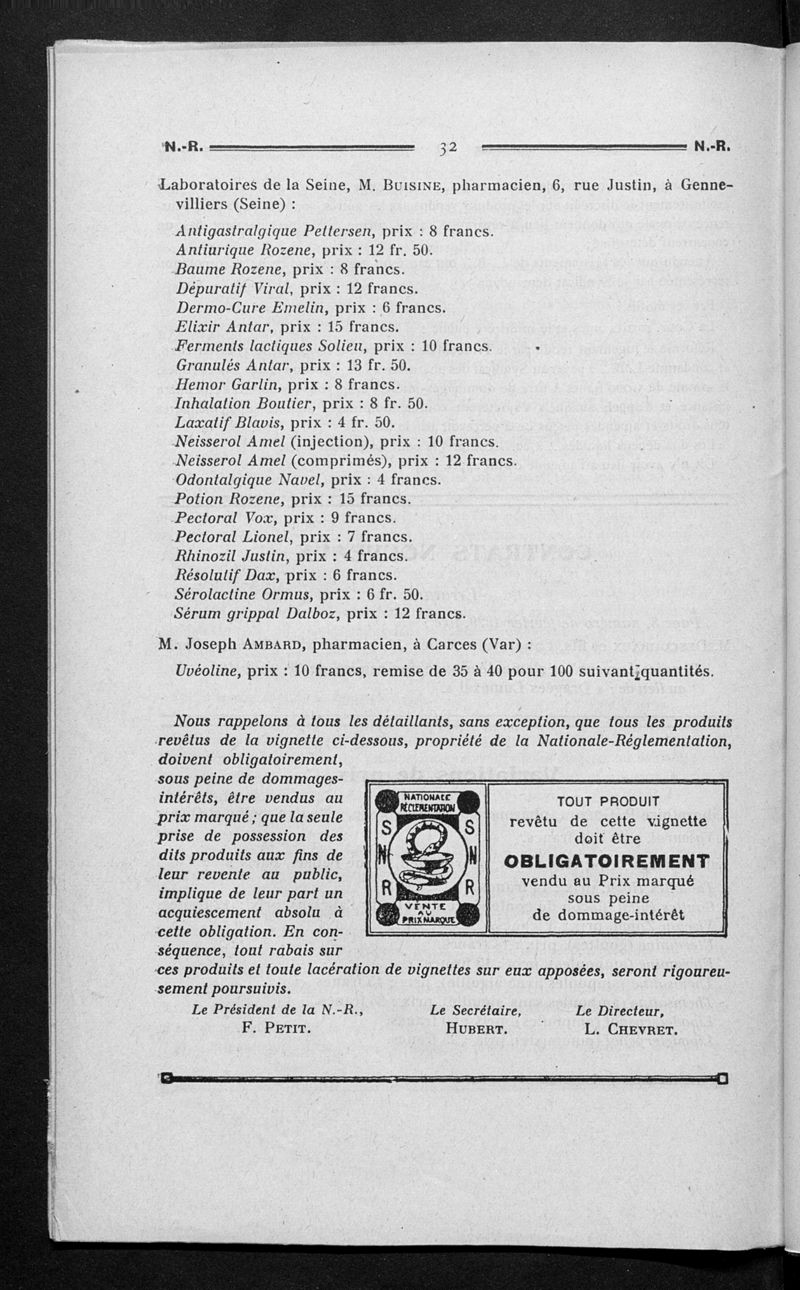 N.-R. 32 N.-R.
Laboratoires de la Seine, M. BUISINE, pharmacien, 6, rue Justin, à Genne-
villiers (Seine) :
Antigastralgique Pettersen, prix : 8 francs.
Antiurique Rozene, prix : 12 fr. 50.
Baume Rozene, prix : 8 francs.
Dépuratif Viral, prix : 12 francs.
Dermo-Cure Emelin, prix : 6 francs.
Elixir Antar, prix : 15 francs.
Ferments lactiques Solieu, prix : 10 francs.
Granulés Antar, prix : 13 fr. 50.
Hemor Garlin, prix : 8 francs.
Inhalation Boutier, prix : 8 fr. 50.
Laxatif Blavis, prix : 4 fr. 50.
Neisserol Amel (injection), prix : 10 francs.
Neisserol Amel (comprimés), prix : 12 francs.
Odontalgique Navel, prix : 4 francs.
Potion Rozene, prix : 15 francs.
Pectoral Vox, prix : 9 francs.
Pectoral Lionel, prix : 7 francs.
Rhinozil Justin, prix : 4 francs.
Résolutif Dax, prix : 6 francs.
Sérolactine Ormus, prix : 6 fr. 50.
Sérum grippal Dalboz, prix : 12 francs.
M. Joseph AMBARD, pharmacien, à Carces (Var) :
Uvéoline, prix : 10 francs, remise de 35 à 40 pour 100 suivant quantités.
Nous rappelons à tous les détaillants, sans exception, que tous les produits
revêtus de la vignette ci-dessous, propriété de la Nationale-Réglementation,
doivent obligatoirement,
sous peine de dommages-
intérêts, être vendus au
prix marqué ; que la seule
prise de possession des
dits produits aux fins de
leur revente au public,
implique de leur part un
acquiescement absolu à
cette obligation. En con-
séquence, tout rabais sur
ces produits et toute lacération de vignettes sur eux apposées, seront rigoureu-
sement poursuivis.
NATIONALE
RÉGLEMENTATION
S S
N N
R R
VENTE
AU
PRIX MARQUÉ
TOUT PRODUIT
revêtu de cette vignette
doit être
OBLIGATOIREMENT
vendu au Prix marqué
sous peine
de dommage-intérêt
Le Président de la N.-R., Le Secrétaire, Le Directeur,
F. PETIT. HUBERT. L. CHEVRET.